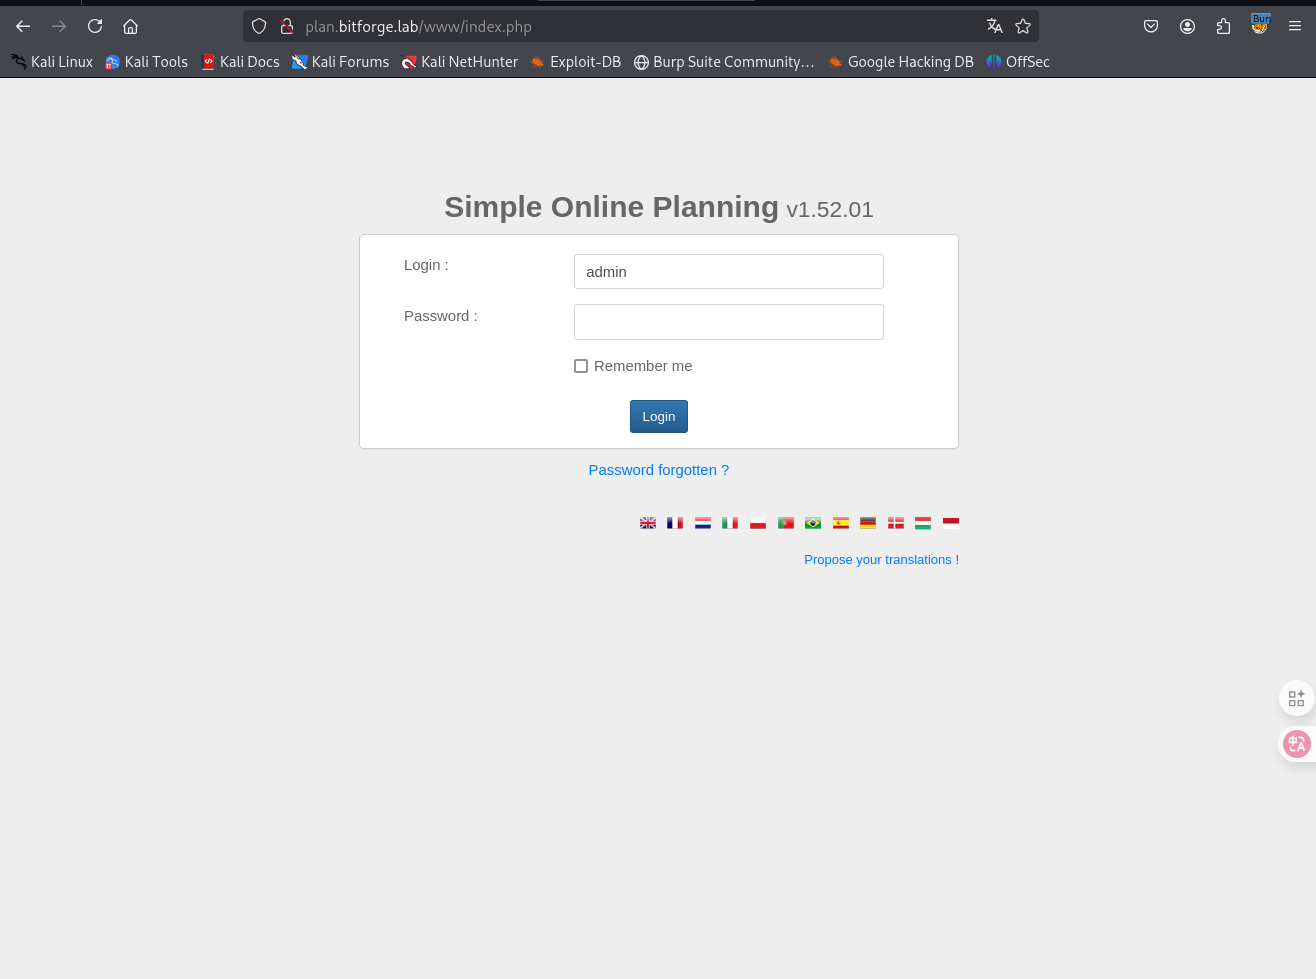 plan.bitforge.lab/www/index.php
Kali Linux Kali Tools Kali Docs Kali Forums Kali NetHunter Exploit-DB Burp Suite Community... Google Hacking DB OffSec
Simple Online Planning v1.52.01
Login :
admin
Password :
Remember me
Login
Password forgotten ?
Propose your translations !